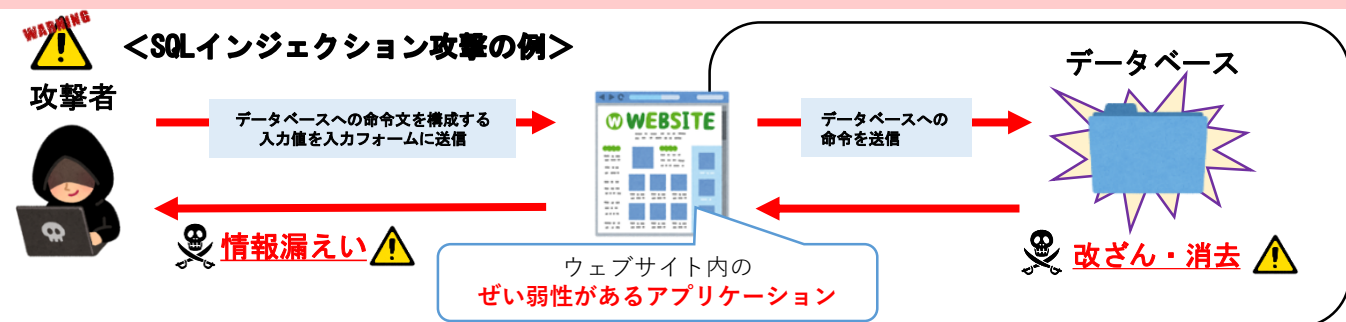 WARNING
<SQLインジェクション攻撃の例>
攻撃者
データベースへの命令文を構成する
入力値を入力フォームに送信
WEBSITE
データベースへの
命令を送信
データベース
情報漏えい
改ざん・消去
ウェブサイト内の
ぜい弱性があるアプリケーション